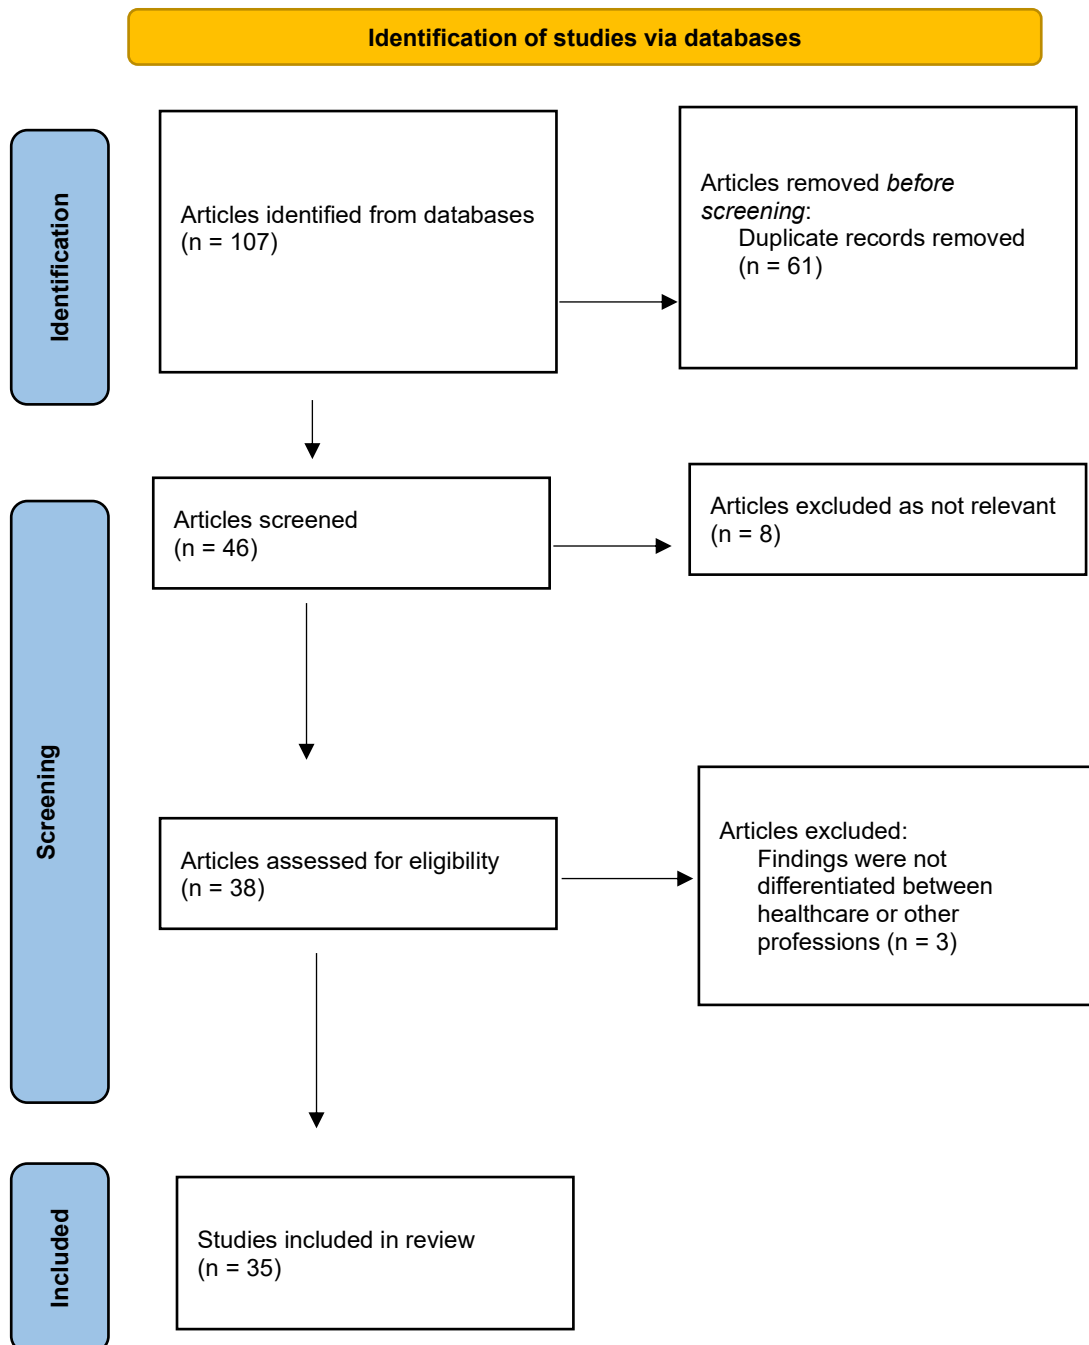 Identification of studies via databases
Identification
Articles identified from databases
(n = 107)
Articles removed before
screening:
Duplicate records removed
(n = 61)
Screening
Articles screened
(n = 46)
Articles excluded as not relevant
(n = 8)
Articles assessed for eligibility
(n = 38)
Articles excluded:
Findings were not
differentiated between
healthcare or other
professions (n = 3)
Included
Studies included in review
(n = 35)